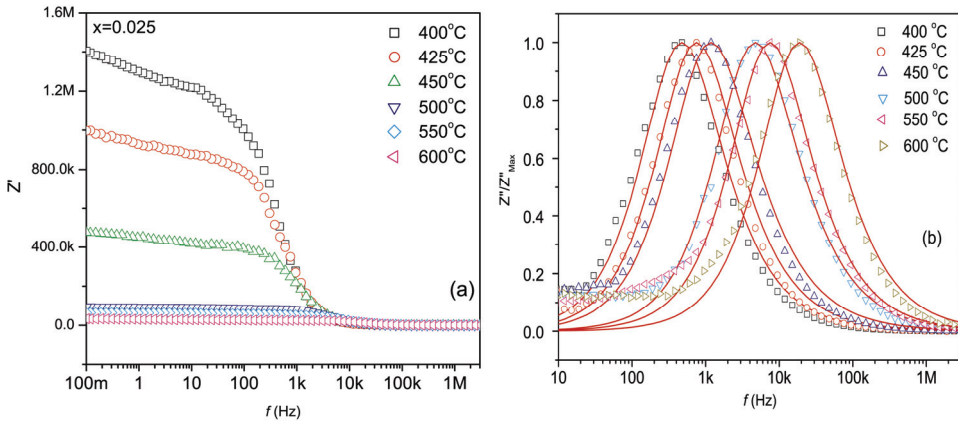 x=0.025
400°C
425°C
450°C
500°C
550°C
600°C
1.6M
1.2M
800.0k
400.0k
0.0
Z'
(a)
100m 1 10 100 1k 10k 100k 1M
f (Hz)
400 °C
425 °C
450 °C
500 °C
550 °C
600 °C
1.0
0.8
0.6
0.4
0.2
0.0
Z''/Z''Max
(b)
10 100 1k 10k 100k 1M
f (Hz)